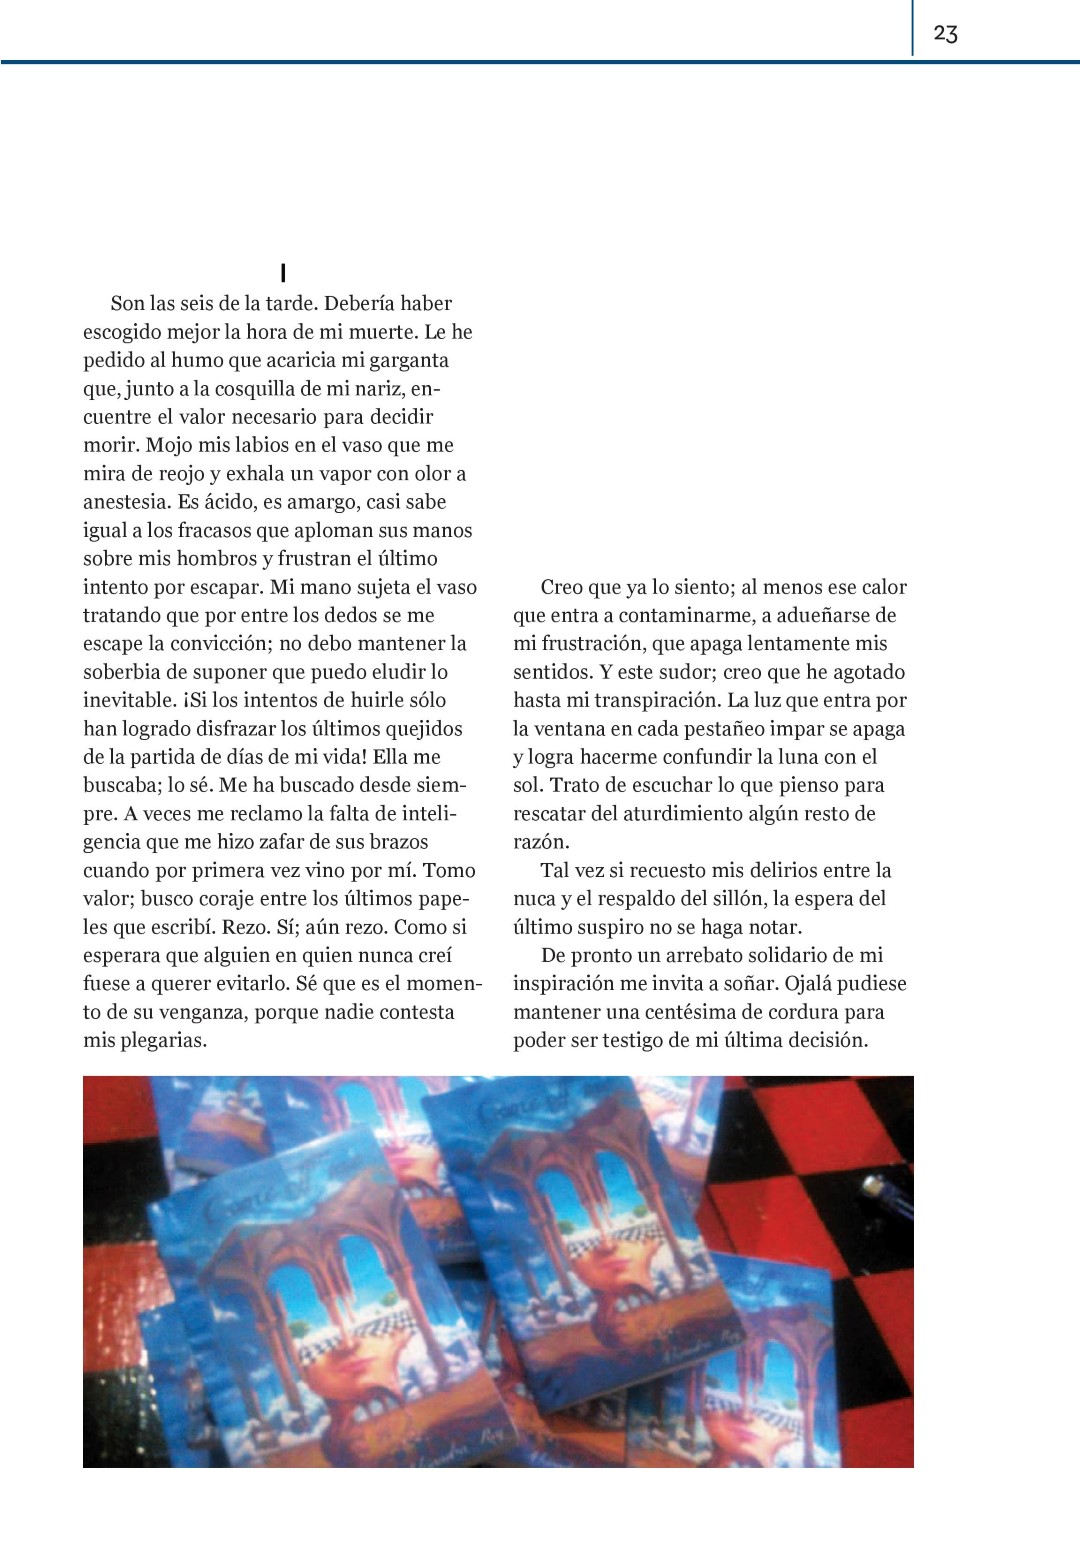 23
I
Son las seis de la tarde. Debería haber
escogido mejor la hora de mi muerte. Le he
pedido al humo que acaricia mi garganta
que, junto a la cosquilla de mi nariz, en-
cuentre el valor necesario para decidir
morir. Mojo mis labios en el vaso que me
mira de reojo y exhala un vapor con olor a
anestesia. Es ácido, es amargo, casi sabe
igual a los fracasos que aploman sus manos
sobre mis hombros y frustran el último
intento por escapar. Mi mano sujeta el vaso
tratando que por entre los dedos se me
escape la convicción; no debo mantener la
soberbia de suponer que puedo eludir lo
inevitable. ¡Si los intentos de huirle sólo
han logrado disfrazar los últimos quejidos
de la partida de días de mi vida! Ella me
buscaba; lo sé. Me ha buscado desde siem-
pre. A veces me reclamo la falta de inteli-
gencia que me hizo zafar de sus brazos
cuando por primera vez vino por mí. Tomo
valor; busco coraje entre los últimos pape-
les que escribí. Rezo. Sí; aún rezo. Como si
esperara que alguien en quien nunca creí
fuese a querer evitarlo. Sé que es el momen-
to de su venganza, porque nadie contesta
mis plegarias.
Creo que ya lo siento; al menos ese calor
que entra a contaminarme, a adueñarse de
mi frustración, que apaga lentamente mis
sentidos. Y este sudor; creo que he agotado
hasta mi transpiración. La luz que entra por
la ventana en cada pestañeo impar se apaga
y logra hacerme confundir la luna con el
sol. Trato de escuchar lo que pienso para
rescatar del aturdimiento algún resto de
razón.
Tal vez si recuesto mis delirios entre la
nuca y el respaldo del sillón, la espera del
último suspiro no se haga notar.
De pronto un arrebato solidario de mi
inspiración me invita a soñar. Ojalá pudiese
mantener una centésima de cordura para
poder ser testigo de mi última decisión.